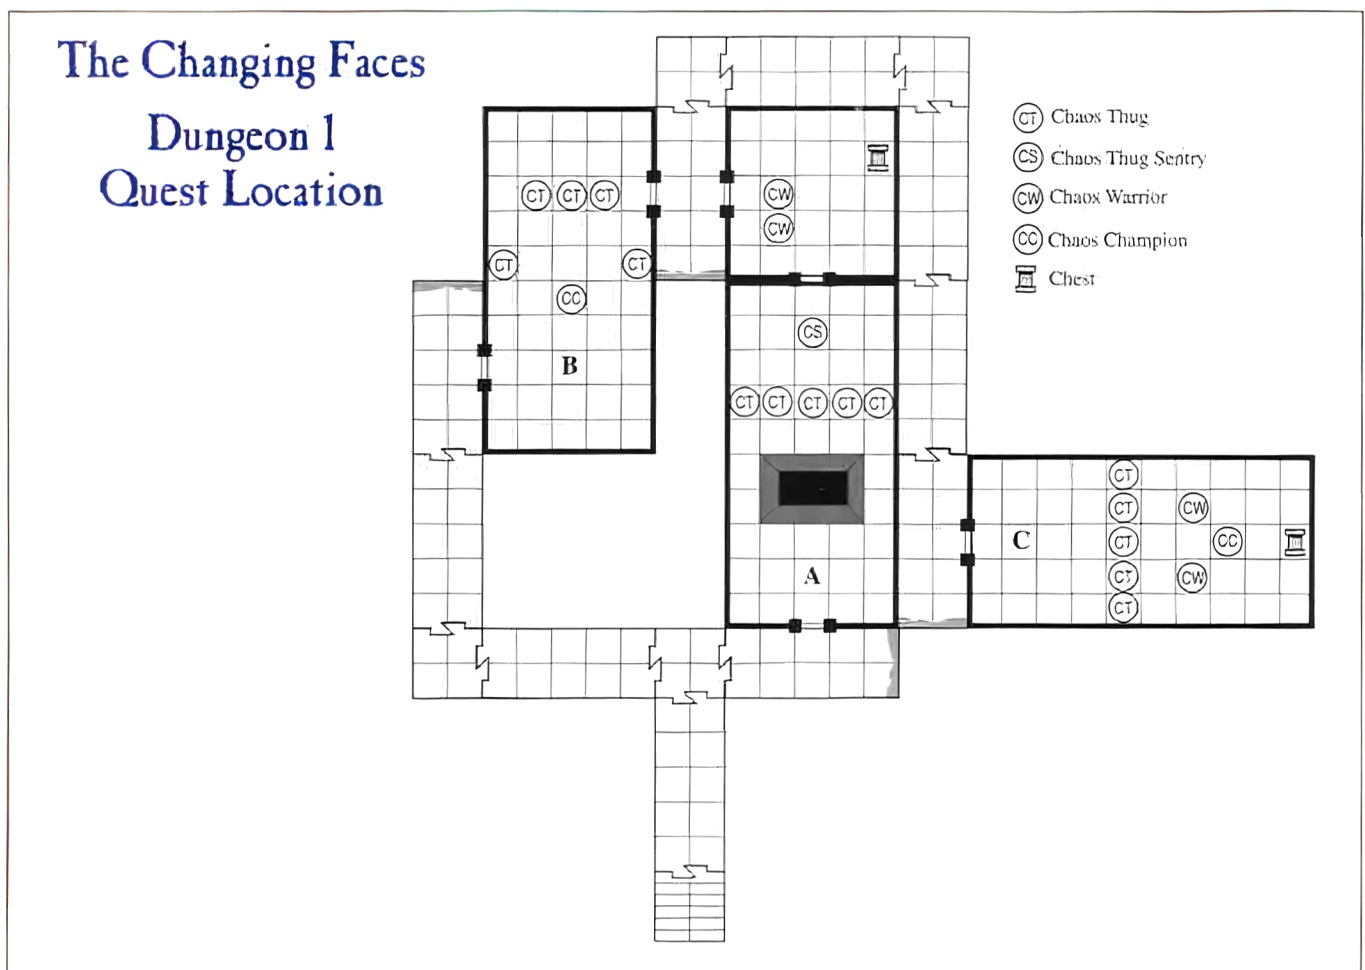 The Changing Faces
Dungeon 1
Quest Location
CT Chaos Thug
CS Chaos Thug Sentry
CW Chaos Warrior
CC Chaos Champion
Chest
CT CT CT
CW
CW
CT CT
CC
CS
B
CT CT CT CT CT
CT
CT CW
C CT CC
A CT CW
CT